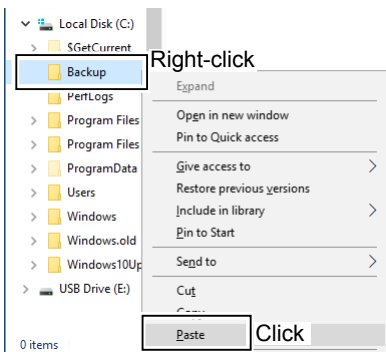 Local Disk (C:)
$GetCurrent
Backup
PerfLogs
Program Files
Program Files
ProgramData
Users
Windows
Windows.old
Windows10Up
USB Drive (E:)
0 items
Right-click
Expand
Open in new window
Pin to Quick access
Give access to
Restore previous versions
Include in library
Pin to Start
Send to
Cut
Copy
Paste
Click